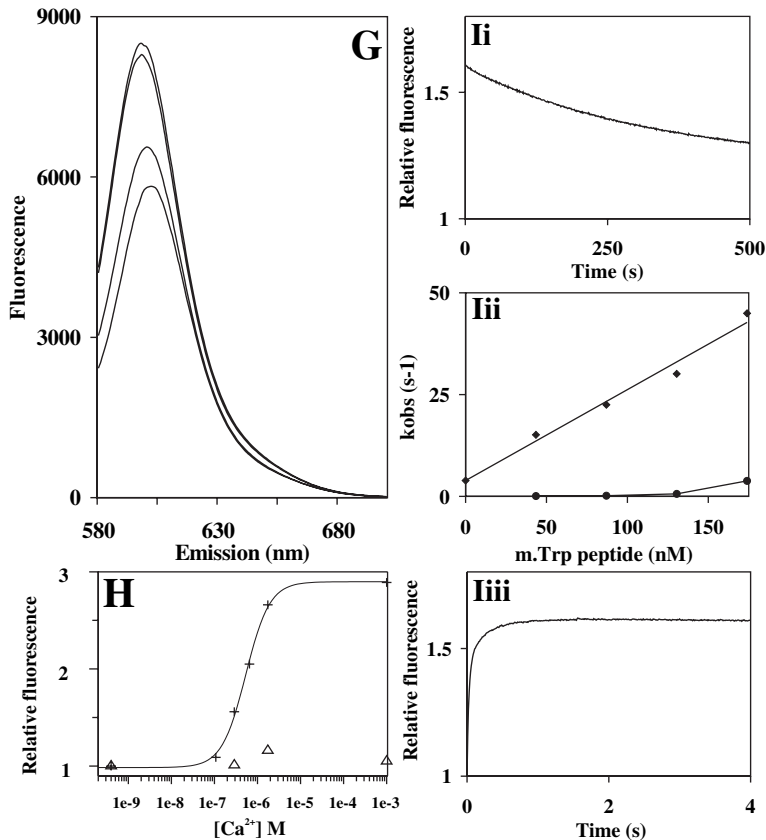 G
9000
6000
3000
0
Fluorescence
580
630
680
Emission (nm)
Ii
1.5
1
Relative fluorescence
0
250
500
Time (s)
Iii
50
25
0
kobs (s-1)
0
50
100
150
m.Trp peptide (nM)
H
3
2
1
Relative fluorescence
1e-9
1e-8
1e-7
1e-6
1e-5
1e-4
1e-3
[Ca²⁺] M
Iiii
1.5
1
Relative fluorescence
0
2
4
Time (s)